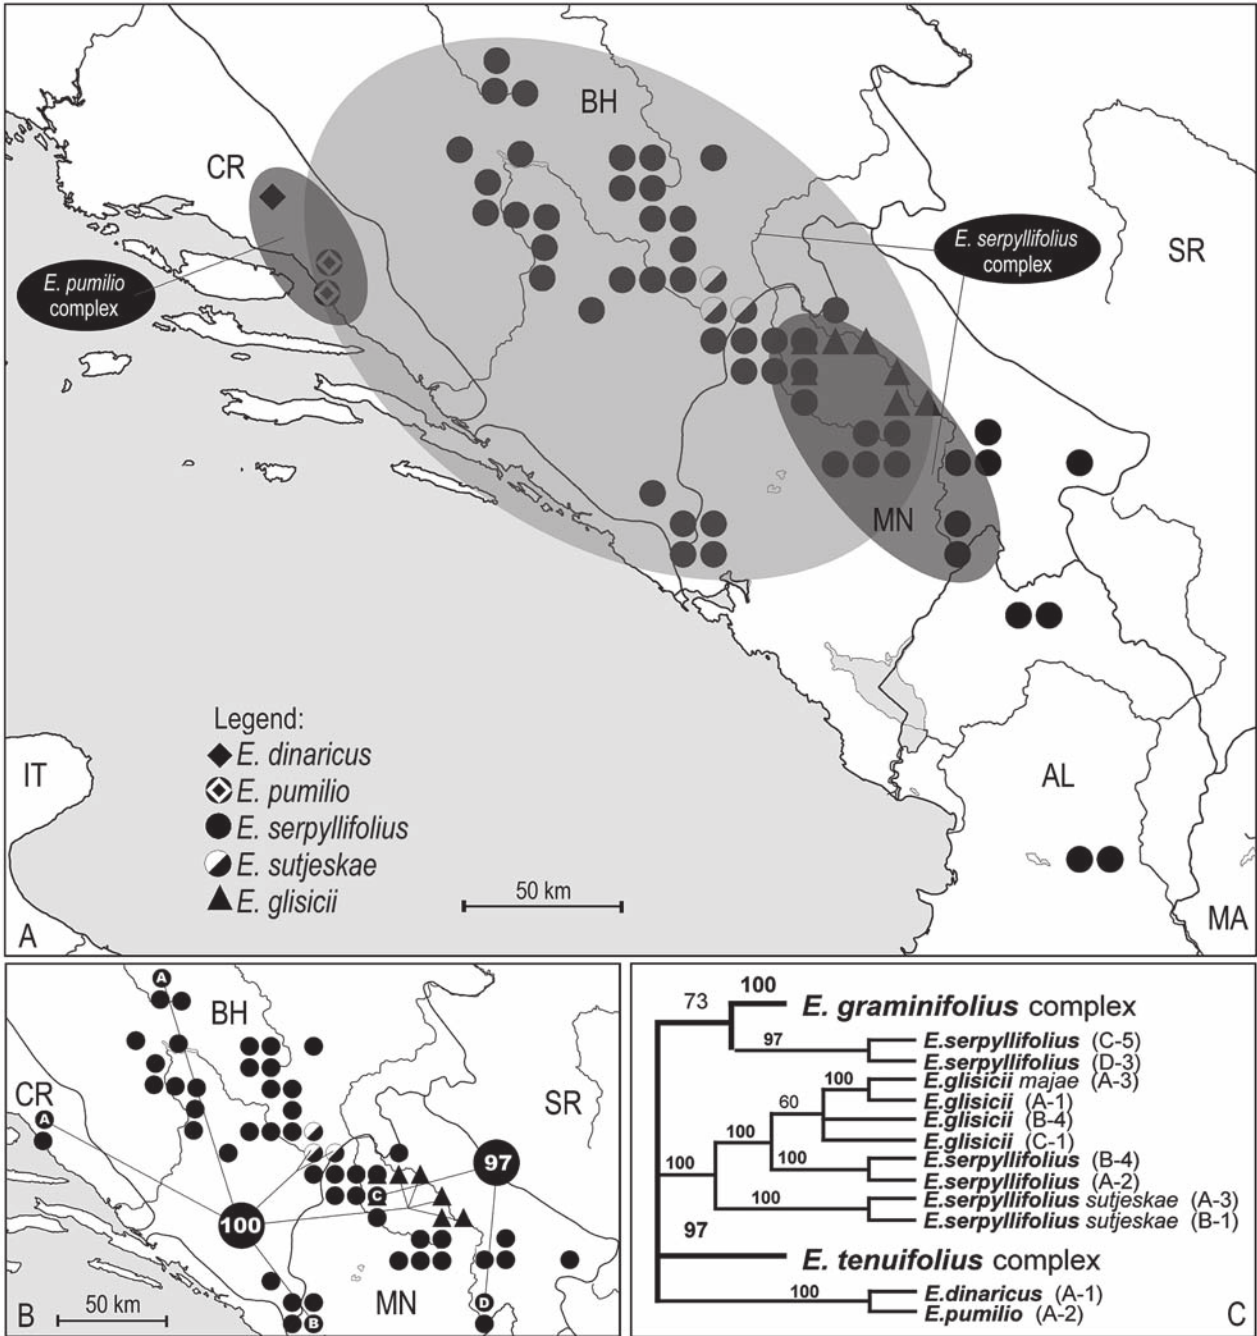 BH
CR
E. serpyllifolius
complex
SR
E. pumilio
complex
MN
Legend:
E. dinaricus
E. pumilio
E. serpyllifolius
E. sutjeskae
E. glisicii
50 km
IT
AL
MA
A
A
BH
CR
A
SR
97
C
100
MN
D
B
50 km
B
100
73
E. graminifolius complex
97
E.serpyllifolius (C-5)
E.serpyllifolius (D-3)
100
E.glisicii majae (A-3)
E.glisicii (A-1)
60
E.glisicii (B-4)
E.glisicii (C-1)
100
E.serpyllifolius (B-4)
100
E.serpyllifolius (A-2)
100
E.serpyllifolius sutjeskae (A-3)
100
E.serpyllifolius sutjeskae (B-1)
97
E. tenuifolius complex
E.dinaricus (A-1)
100
E.pumilio (A-2)
C